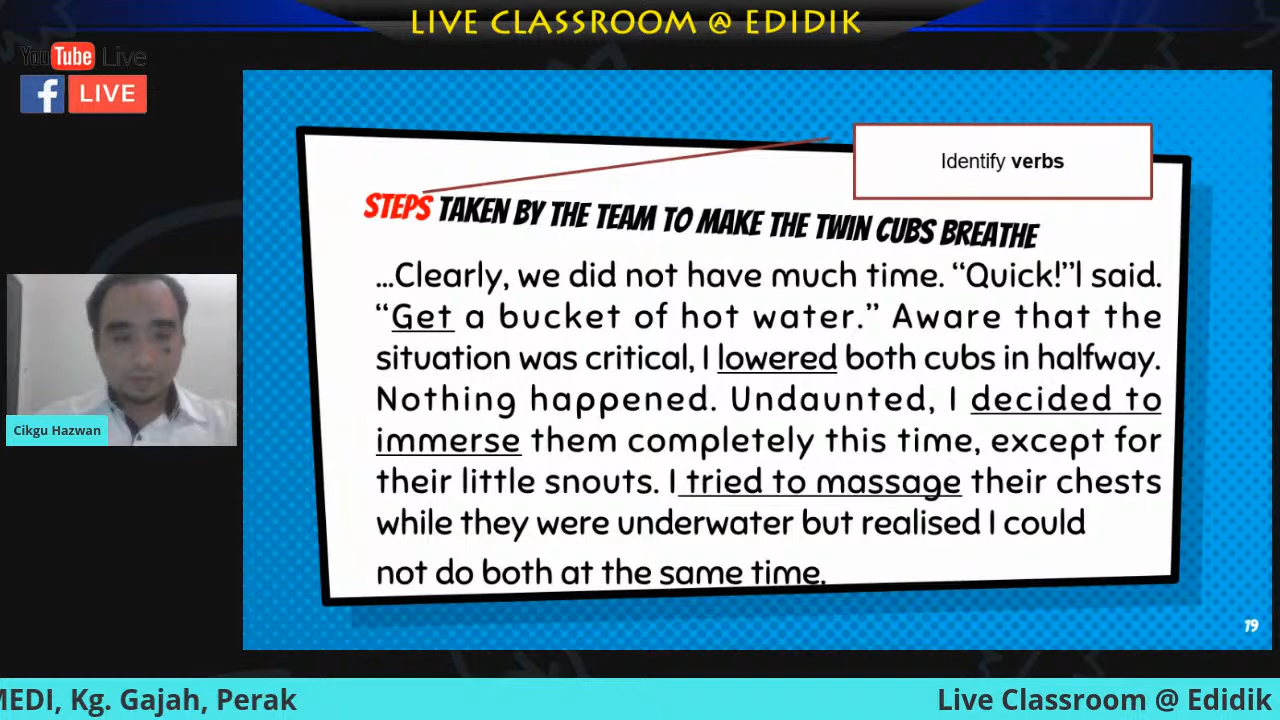 LIVE CLASSROOM @ EDIDIK
YouTube Live
f LIVE
Identify verbs
STEPS TAKEN BY THE TEAM TO MAKE THE TWIN CUBS BREATHE
...Clearly, we did not have much time. “Quick!”I said.
“Get a bucket of hot water.” Aware that the
situation was critical, I lowered both cubs in halfway.
Nothing happened. Undaunted, I decided to
immerse them completely this time, except for
their little snouts. I tried to massage their chests
while they were underwater but realised I could
not do both at the same time.
Cikgu Hazwan
19
MEDI, Kg. Gajah, Perak
Live Classroom @ Edidik